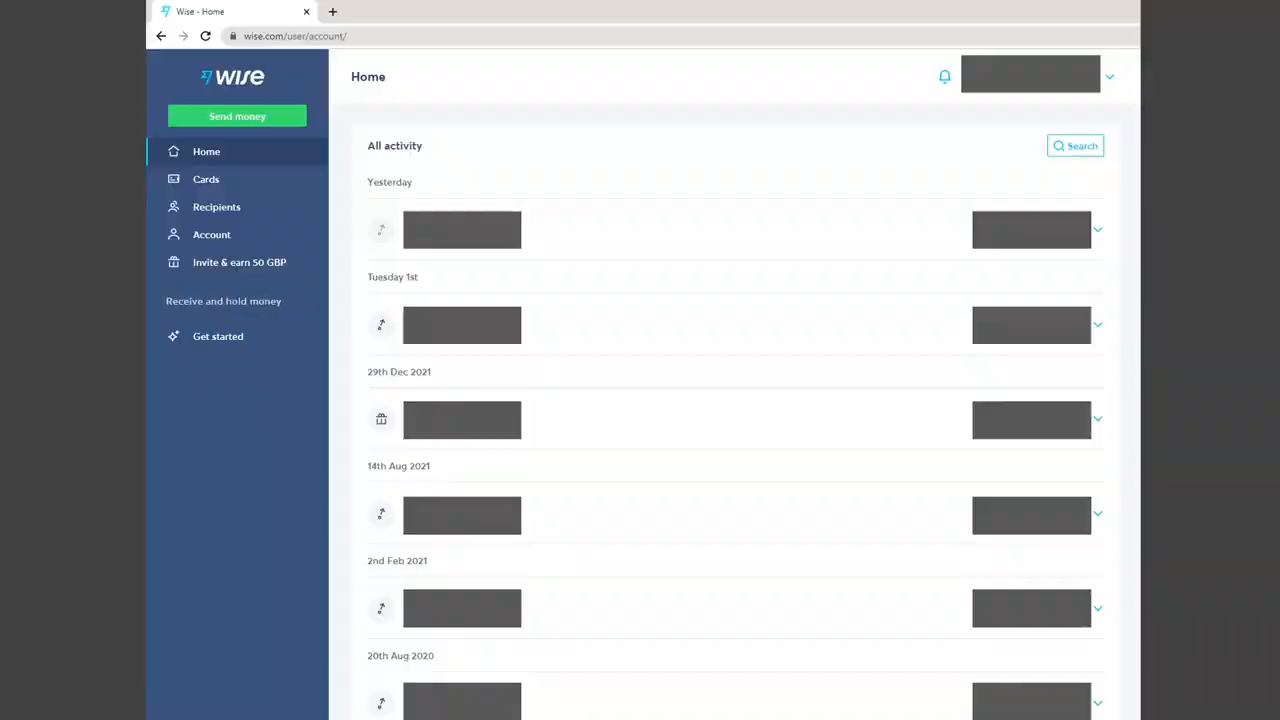 Wise - Home
wise.com/user/account/
wise
Home
Send money
Home
Cards
Recipients
Account
Invite & earn 50 GBP
Receive and hold money
Get started
All activity
Search
Yesterday
Tuesday 1st
29th Dec 2021
14th Aug 2021
2nd Feb 2021
20th Aug 2020